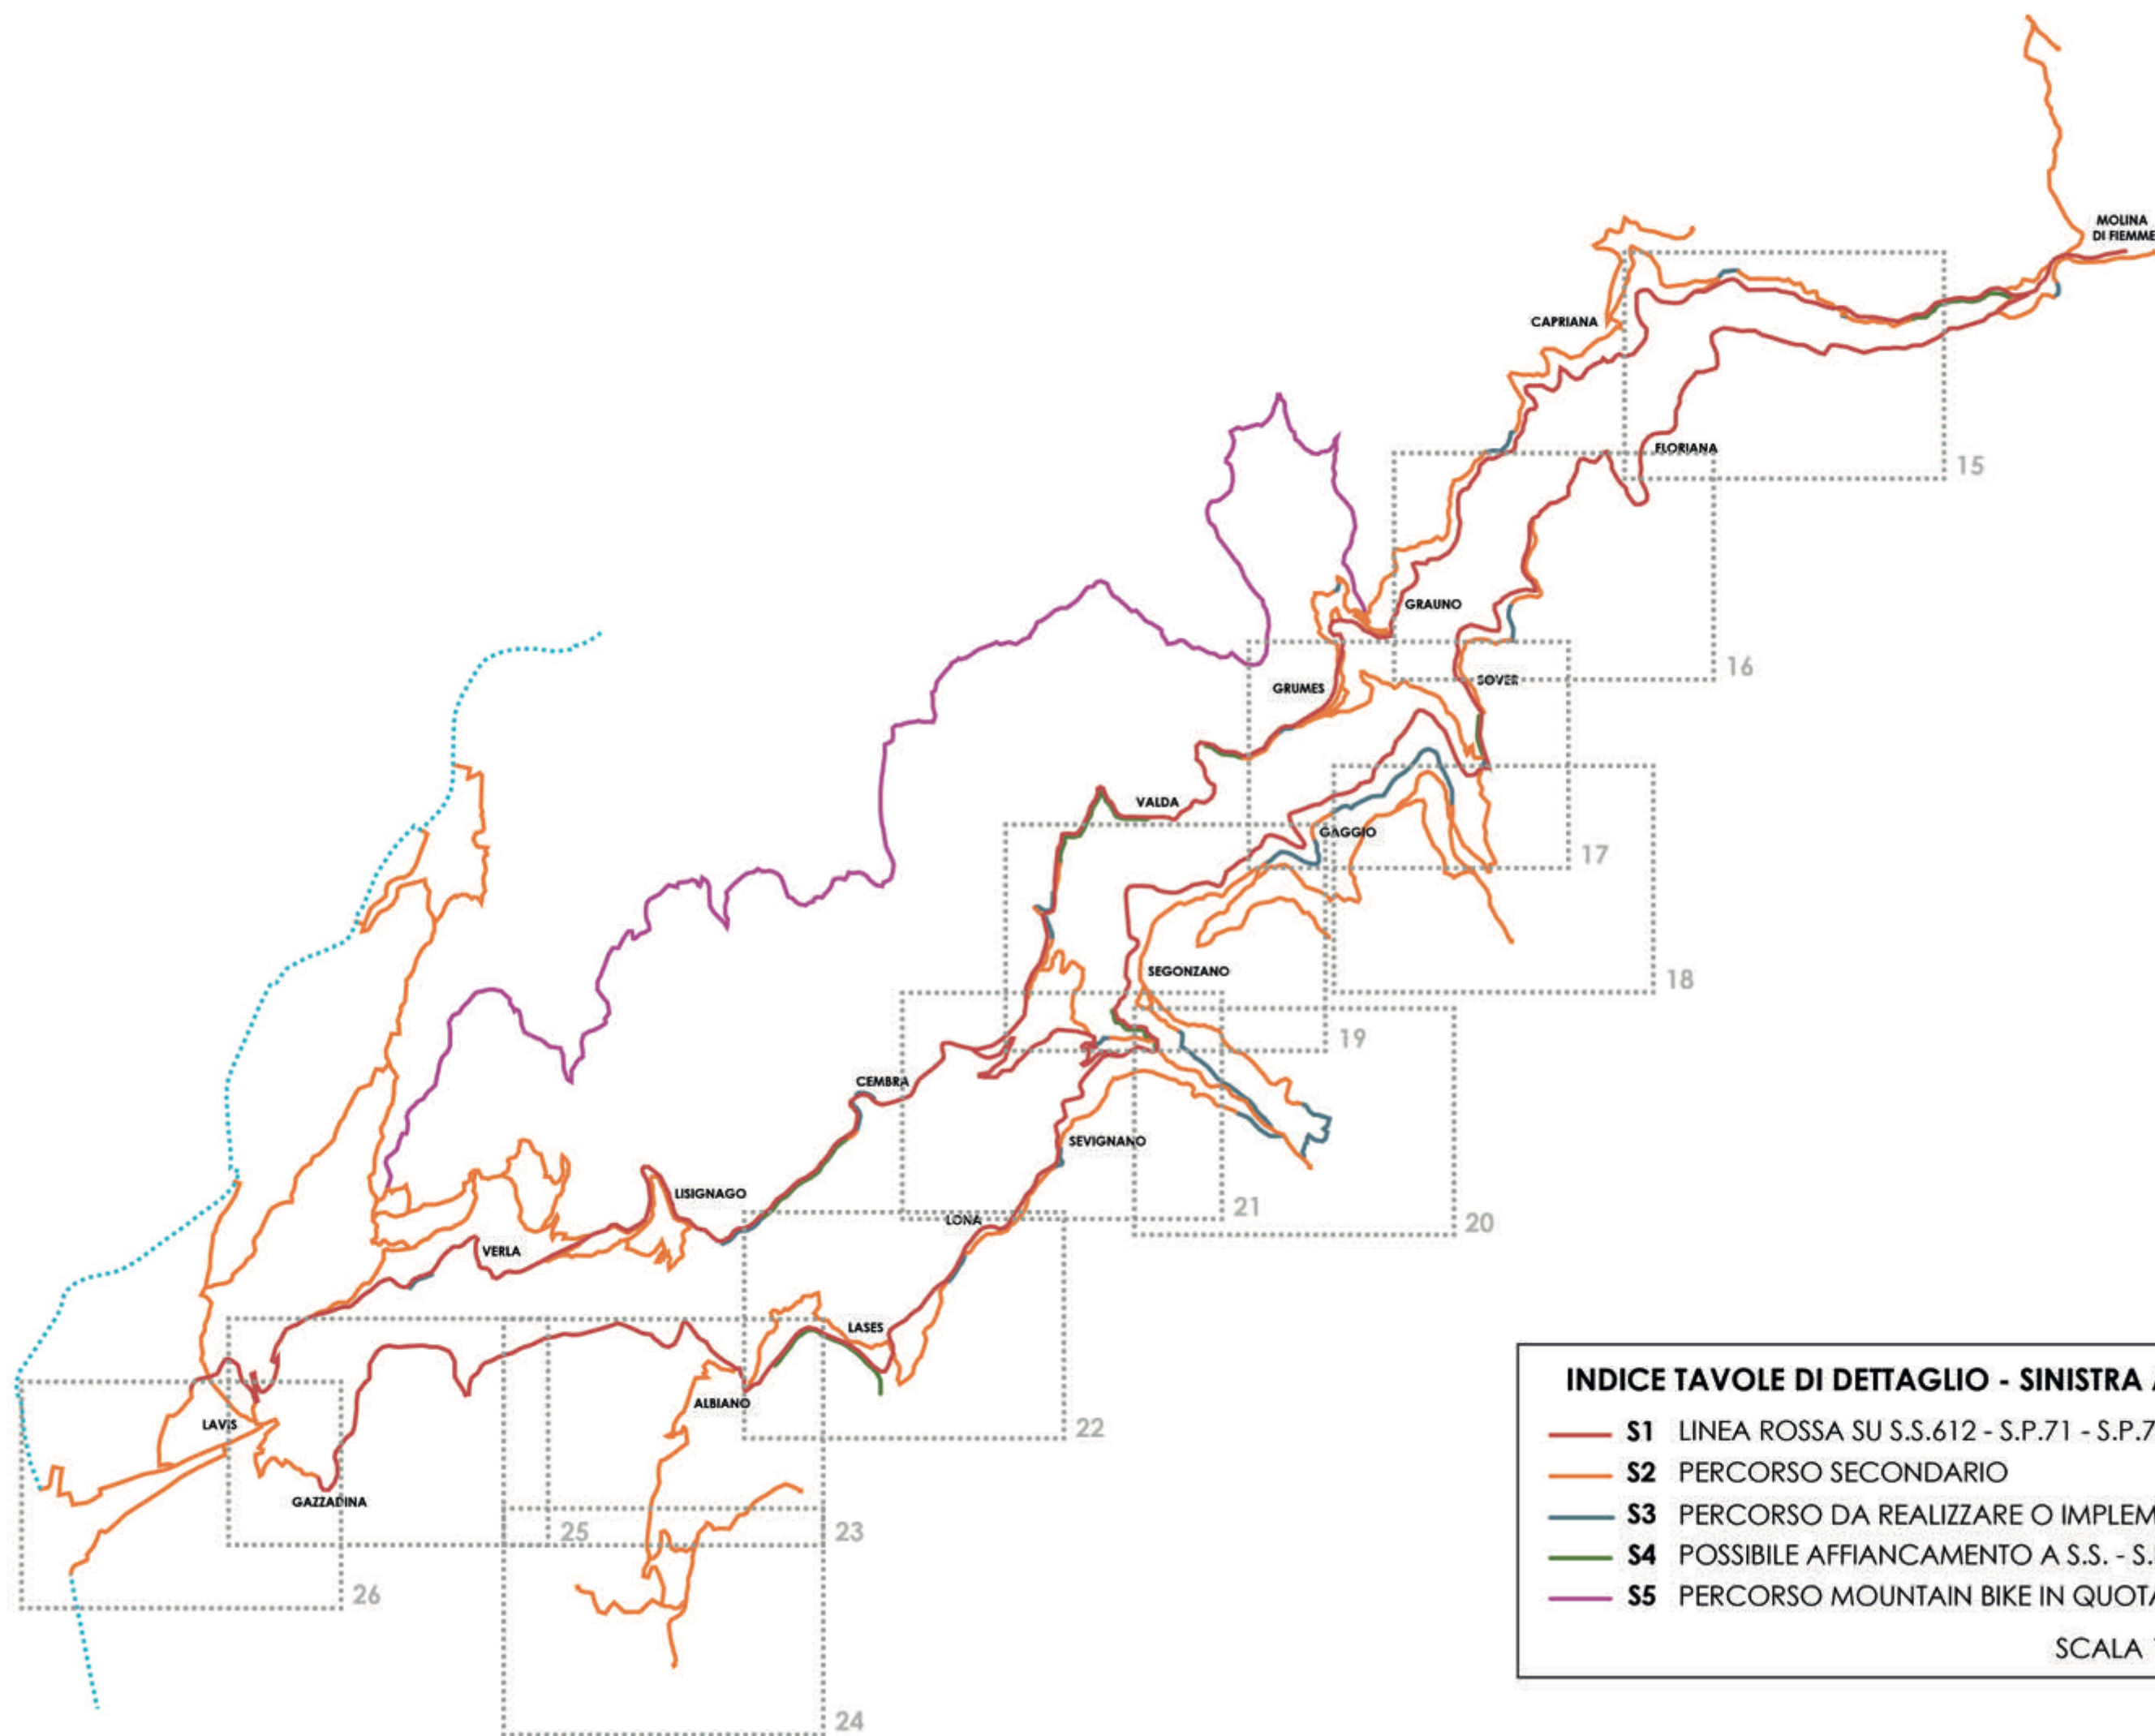 MOLINA
DI FIEMME
CAPRIANA
FLORIANA
15
GRAUNO
16
GRUMES
SOVER
VALDA
GAGGIO
17
SEGONZANO
18
19
CEMBRA
SEVIGNANO
LISIGNAGO
21
LONA
20
VERLA
LASES
ALBIANO
LAVIS
22
GAZZADINA
25
23
26
24
INDICE TAVOLE DI DETTAGLIO - SINISTRA
S1 LINEA ROSSA SU S.S.612 - S.P.71 - S.P.7
S2 PERCORSO SECONDARIO
S3 PERCORSO DA REALIZZARE O IMPLEM
S4 POSSIBILE AFFIANCAMENTO A S.S. - S.
S5 PERCORSO MOUNTAIN BIKE IN QUOTA
SCALA